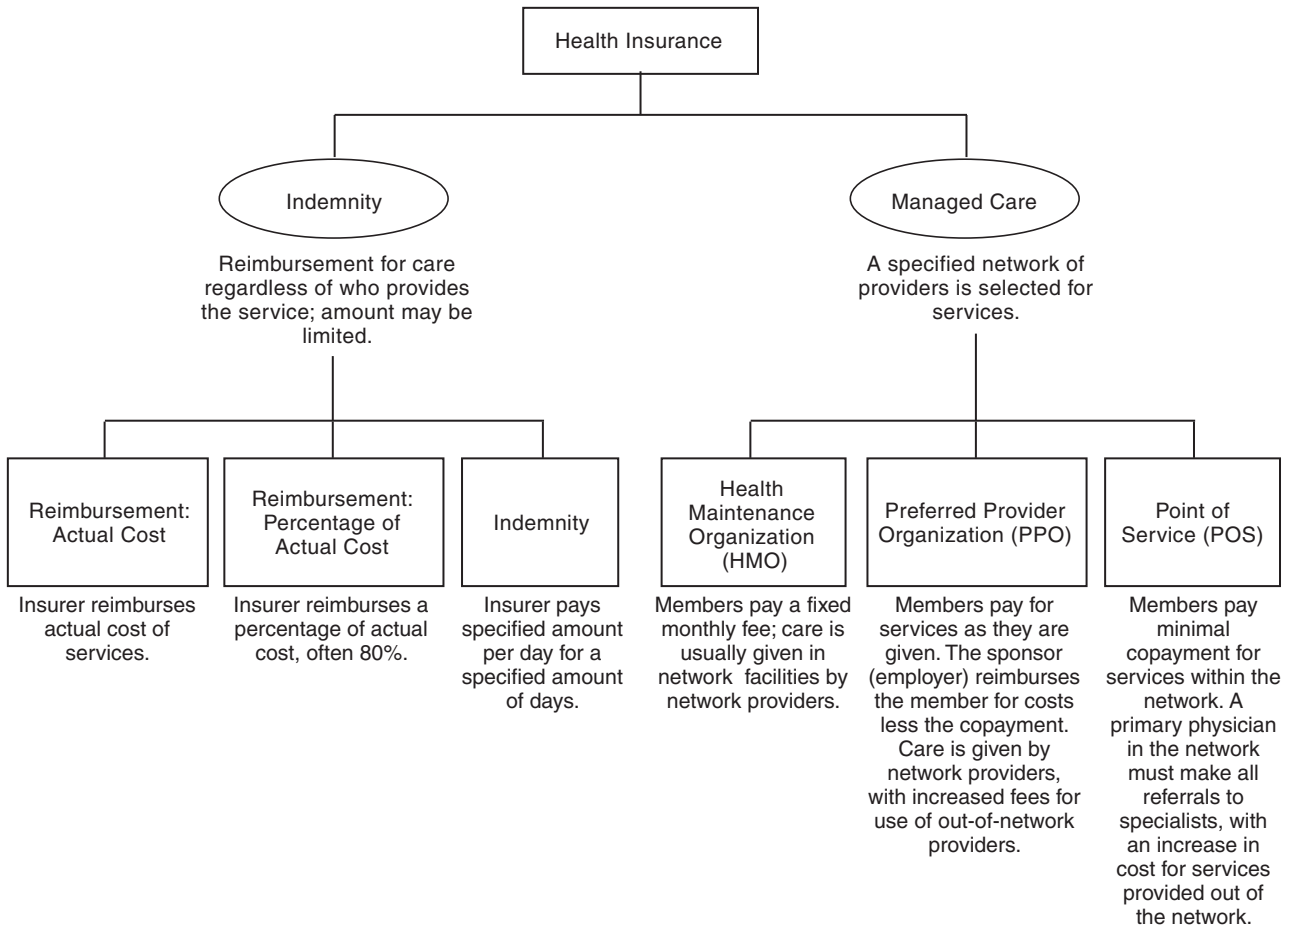 Health Insurance
Indemnity
Reimbursement for care
regardless of who provides
the service; amount may be
limited.
Managed Care
A specified network of
providers is selected for
services.
Reimbursement:
Actual Cost
Insurer reimburses
actual cost of
services.
Reimbursement:
Percentage of
Actual Cost
Insurer reimburses a
percentage of actual
cost, often 80%.
Indemnity
Insurer pays
specified amount
per day for a
specified amount
of days.
Health
Maintenance
Organization
(HMO)
Members pay a fixed
monthly fee; care is
usually given in
network facilities by
network providers.
Preferred Provider
Organization (PPO)
Members pay for
services as they are
given. The sponsor
(employer) reimburses
the member for costs
less the copayment.
Care is given by
network providers,
with increased fees for
use of out-of-network
providers.
Point of
Service (POS)
Members pay
minimal
copayment for
services within the
network. A
primary physician
in the network
must make all
referrals to
specialists, with
an increase in
cost for services
provided out of
the network.